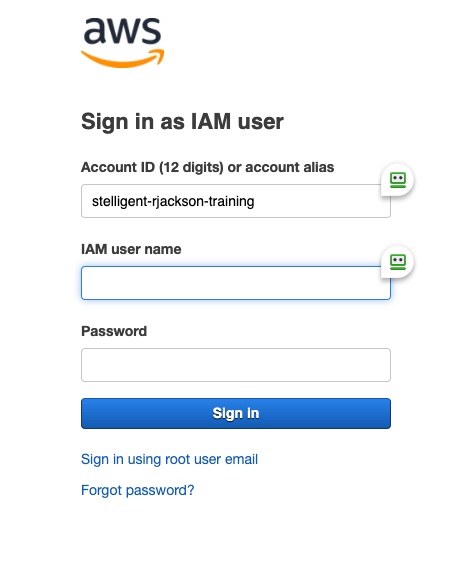 aws
Sign in as IAM user
Account ID (12 digits) or account alias
stelligent-rjackson-training
IAM user name
Password
Sign in
Sign in using root user email
Forgot password?